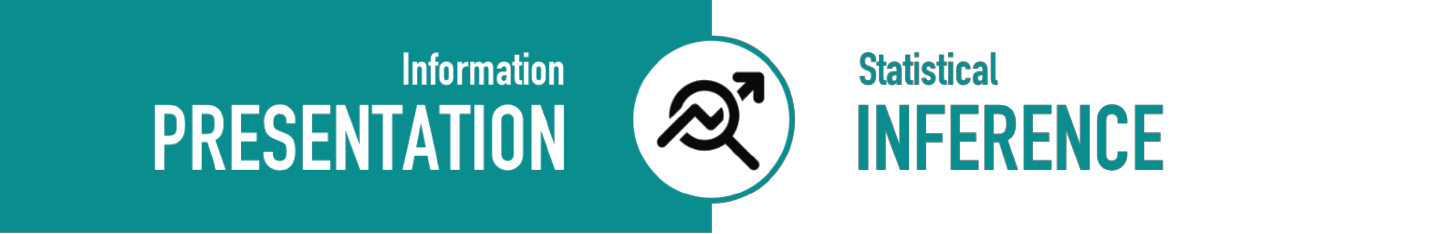 Information
PRESENTATION
Statistical
INFERENCE